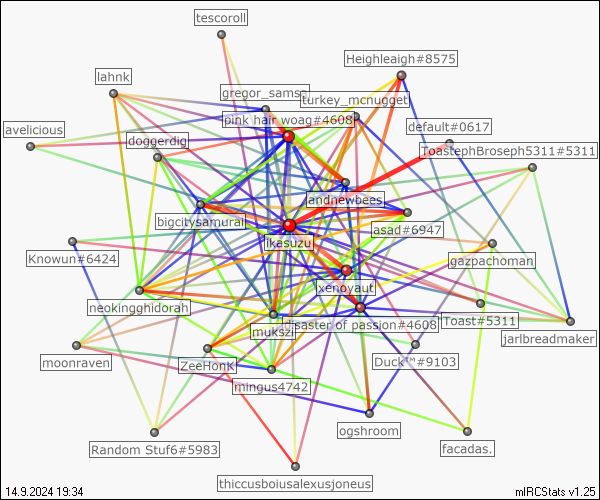 tescoroll
Heighleaigh#8575
lahnk
turkey_mcnugget
pink hair woag#4608
default#0617
avelicious
doggerdig
ToastephBroseph5311#5311
andnewbees
bigcitysamurai
asad#6947
ikasuzu
Knowun#6424
gazpachoman
xenoyaut
neokingghidorah
mukszi
disaster of passion#4608
Toast#5311
jarlbreadmaker
moonraven
ZeeHonk
Duck™#9103
mingus4742
ogshroom
Random Stuf6#5983
facadas.
thiccusboiusalexusjoneus
14.9.2024 19:34
mIRCStats v1.25